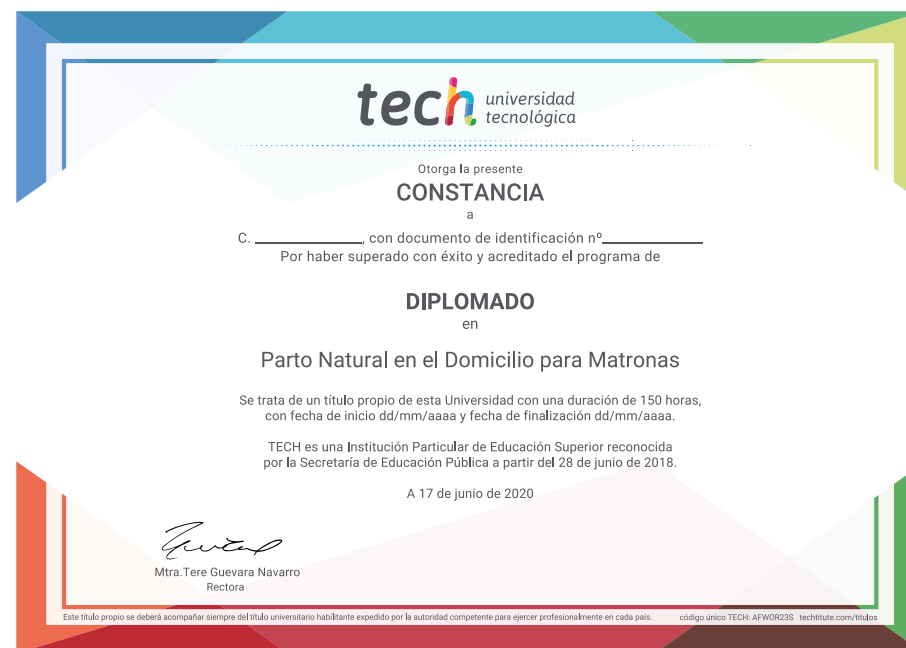 tech universidad
tecnológica
Otorga la presente
CONSTANCIA
a
C. ____________, con documento de identificación nº____________
Por haber superado con éxito y acreditado el programa de
DIPLOMADO
en
Parto Natural en el Domicilio para Matronas
Se trata de un título propio de esta Universidad con una duración de 150 horas,
con fecha de inicio dd/mm/aaaa y fecha de finalización dd/mm/aaaa.
TECH es una Institución Particular de Educación Superior reconocida
por la Secretaría de Educación Pública a partir del 28 de junio de 2018.
A 17 de junio de 2020
Mtra.Tere Guevara Navarro
Rectora
Este título propio se deberá acompañar siempre del título universitario habilitante expedido por la autoridad competente para ejercer profesionalmente en cada país. código único TECH: AFWOR23S techtitute.com/titulos